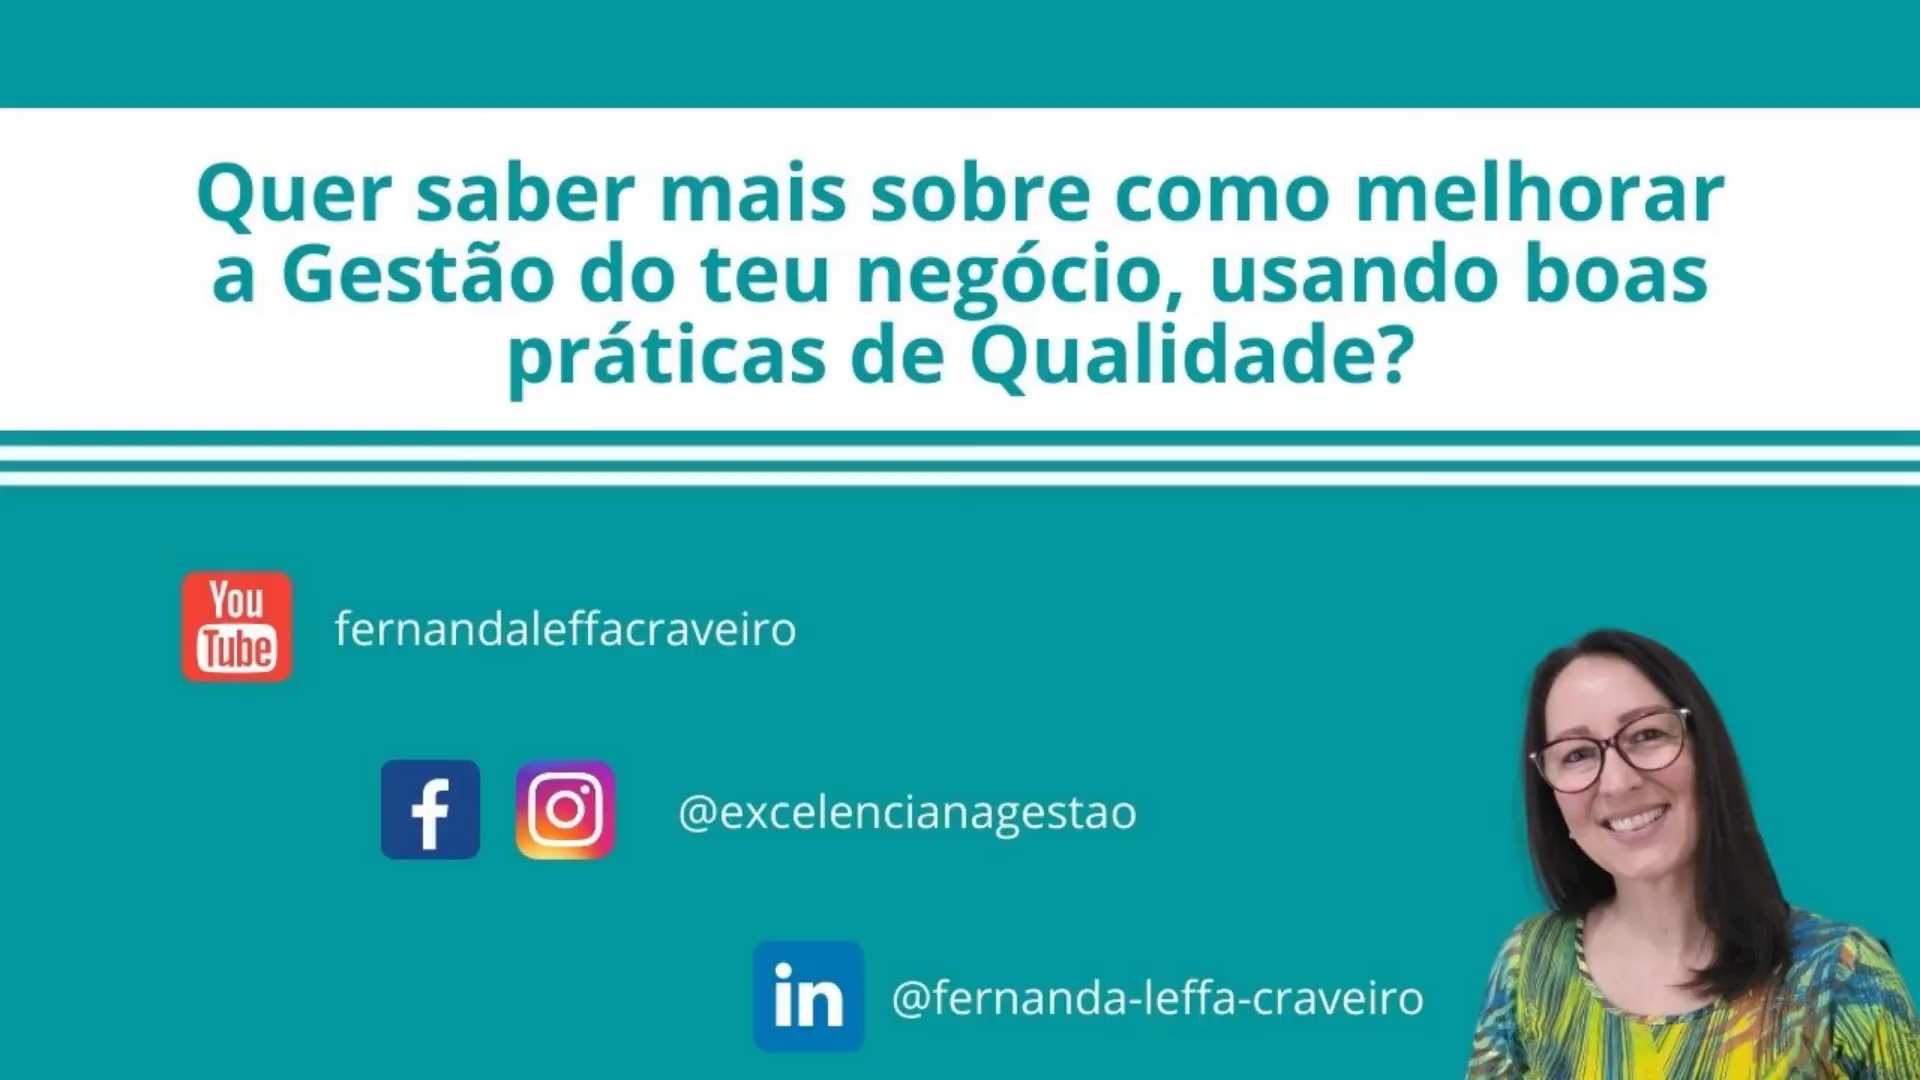 Quer saber mais sobre como melhorar
a Gestão do teu negócio, usando boas
práticas de Qualidade?
You
Tube
fernandaleffacraveiro
f
@excelencianagestao
in
@fernanda-leffa-craveiro